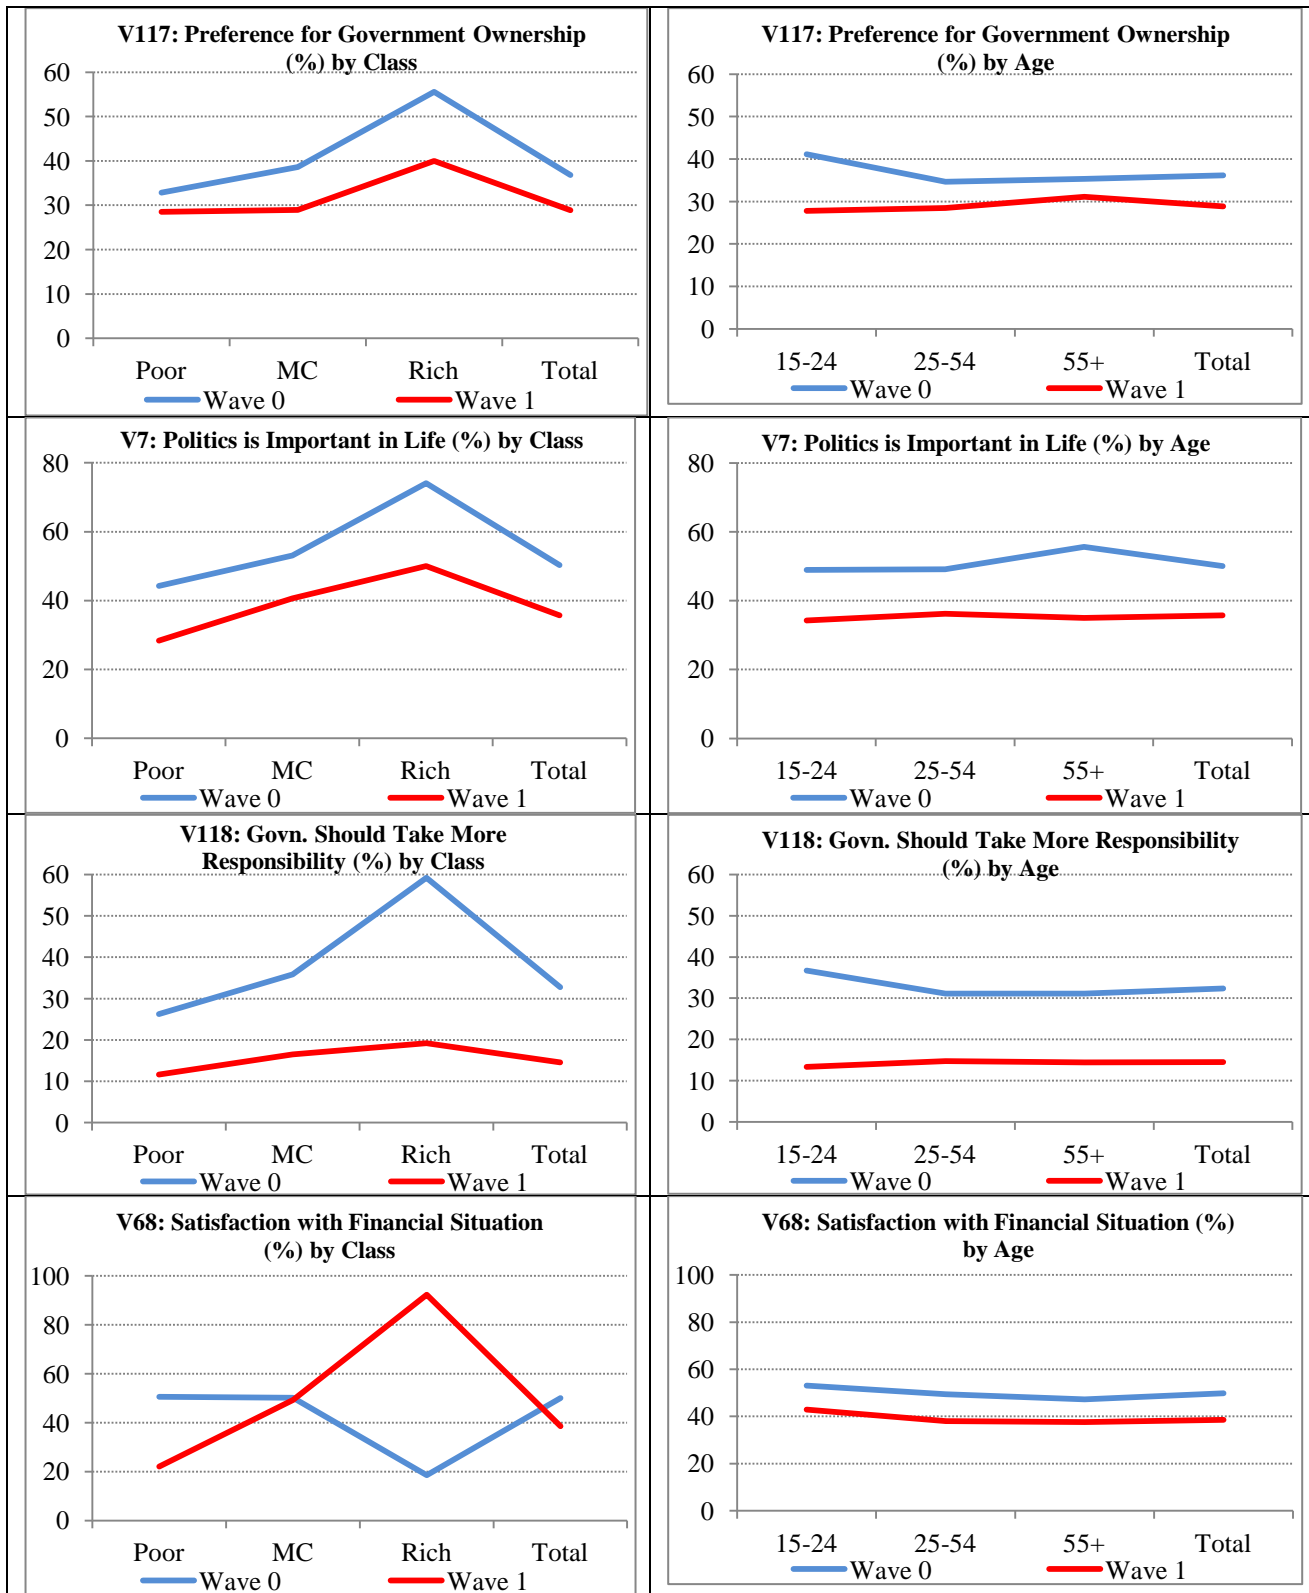 V117: Preference for Government Ownership
(%) by Class
60
50
40
30
20
10
0
Poor MC Rich Total
Wave 0 Wave 1
V117: Preference for Government Ownership
(%) by Age
60
50
40
30
20
10
0
15-24 25-54 55+ Total
Wave 0 Wave 1
V7: Politics is Important in Life (%) by Class
80
60
40
20
0
Poor MC Rich Total
Wave 0 Wave 1
V7: Politics is Important in Life (%) by Age
80
60
40
20
0
15-24 25-54 55+ Total
Wave 0 Wave 1
V118: Govn. Should Take More
Responsibility (%) by Class
60
50
40
30
20
10
0
Poor MC Rich Total
Wave 0 Wave 1
V118: Govn. Should Take More Responsibility
(%) by Age
60
50
40
30
20
10
0
15-24 25-54 55+ Total
Wave 0 Wave 1
V68: Satisfaction with Financial Situation
(%) by Class
100
80
60
40
20
0
Poor MC Rich Total
Wave 0 Wave 1
V68: Satisfaction with Financial Situation (%)
by Age
100
80
60
40
20
0
15-24 25-54 55+ Total
Wave 0 Wave 1